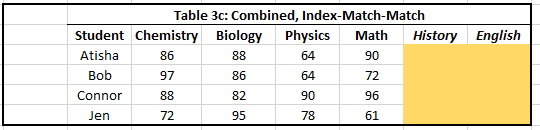 Table 3c: Combined, Index-Match-Match
Student Chemistry Biology Physics Math History English
Atisha 86 88 64 90
Bob 97 86 64 72
Connor 88 82 90 96
Jen 72 95 78 61